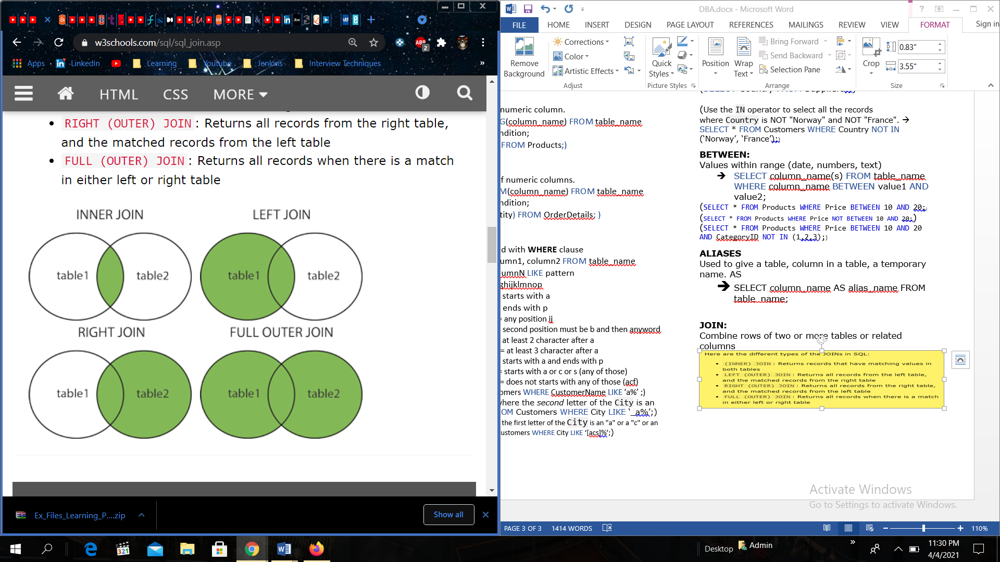 w3schools.com/sql/sql_join.asp
ABP
2
Apps
LinkedIn
Learning
Youtube
Jenkins
Interview Techniques
»
HTML
CSS
MORE
RIGHT (OUTER) JOIN: Returns all records from the right table,
and the matched records from the left table
FULL (OUTER) JOIN: Returns all records when there is a match
in either left or right table
INNER JOIN
LEFT JOIN
table1
table2
table1
table2
RIGHT JOIN
FULL OUTER JOIN
table1
table2
table1
table2
Ex_Files_Learning_P....zip
Show all
DBA.docx - Microsoft Word
FILE
HOME
INSERT
DESIGN
PAGE LAYOUT
REFERENCES
MAILINGS
REVIEW
VIEW
FORMAT
Sign in
Remove
Background
Corrections
Color
Artistic Effects
Adjust
Quick
Styles
Picture Styles
Position
Wrap
Text
Bring Forward
Send Backward
Selection Pane
Arrange
Crop
0.83"
3.55"
Size
numeric column.
G(column_name) FROM table_name
ndition;
FROM Products;)
f numeric columns.
M(column_name) FROM table_name
ndition;
tity) FROM OrderDetails; )
d with WHERE clause
umn1, column2 FROM table_name
umnN LIKE pattern
ghijklmnop
starts with a
ends with p
= any position ij
second position must be b and then anyword
at least 2 character after a
= at least 3 character after a
starts with a and ends with p
= starts with a or c or s (any of those)
= does not starts with any of those (acf)
omers WHERE CustomerName LIKE ‘a%’ ;)
where the second letter of the City is an
OM Customers WHERE City LIKE ‘_a%’;)
the first letter of the City is an "a" or a "c" or an
ustomers WHERE City LIKE ‘[acs]%’;)
(Use the IN operator to select all the records
where Country is NOT "Norway" and NOT "France". →
SELECT * FROM Customers WHERE Country NOT IN
(‘Norway’, ‘France’);)
BETWEEN:
Values within range (date, numbers, text)
➔ SELECT column_name(s) FROM table_name
WHERE column_name BETWEEN value1 AND
value2;
(SELECT * FROM Products WHERE Price BETWEEN 10 AND 20;)
(SELECT * FROM Products WHERE Price NOT BETWEEN 10 AND 20;)
(SELECT * FROM Products WHERE Price BETWEEN 10 AND 20
AND CategoryID NOT IN (1,2,3);)
ALIASES
Used to give a table, column in a table, a temporary
name. AS
➔ SELECT column_name AS alias_name FROM
table_name;
JOIN:
Combine rows of two or more tables or related
columns
Here are the different types of the JOINs in SQL:
(INNER) JOIN: Returns records that have matching values in
both tables
LEFT (OUTER) JOIN: Returns all records from the left table,
and the matched records from the right table
RIGHT (OUTER) JOIN: Returns all records from the right table,
and the matched records from the left table
FULL (OUTER) JOIN: Returns all records when there is a match
in either left or right table
Activate Windows
Go to Settings to activate Windows.
PAGE 3 OF 3
1414 WORDS
110%
321
Desktop
Admin
»
11:30 PM
4/4/2021